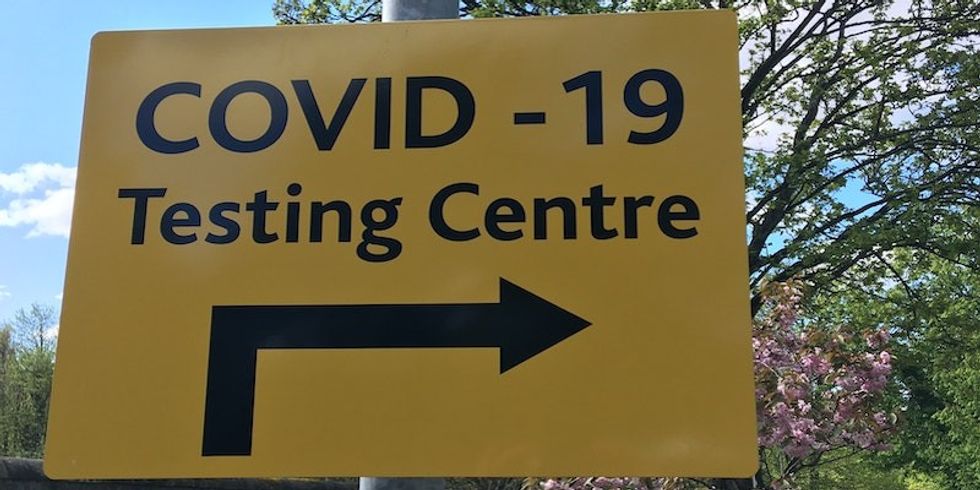 COVID -19
Testing Centre